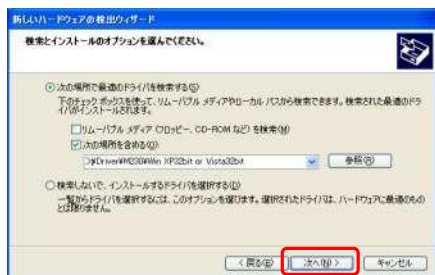 新しいハードウェアの検出ウィザード
検索とインストールのオプションを選んでください。
次の場所で最適のドライバを検索する(S)
下のチェック ボックスを使って、リムーバブル メディアやローカル パスから検索できます。検索された最適のドラ
イバがインストールされます。
リムーバブル メディア (フロッピー、CD-ROM など) を検索(M)
次の場所を含める(O)
D:¥Driver¥M230¥Win XP32bit or Vista32bit
参照(R)
検索しないで、インストールするドライバを選択する(D)
一覧からドライバを選択するには、このオプションを選びます。選択されたドライバは、ハードウェアに最適のもの
とは限りません。
< 戻る(B)
次へ(N) >
キャンセル